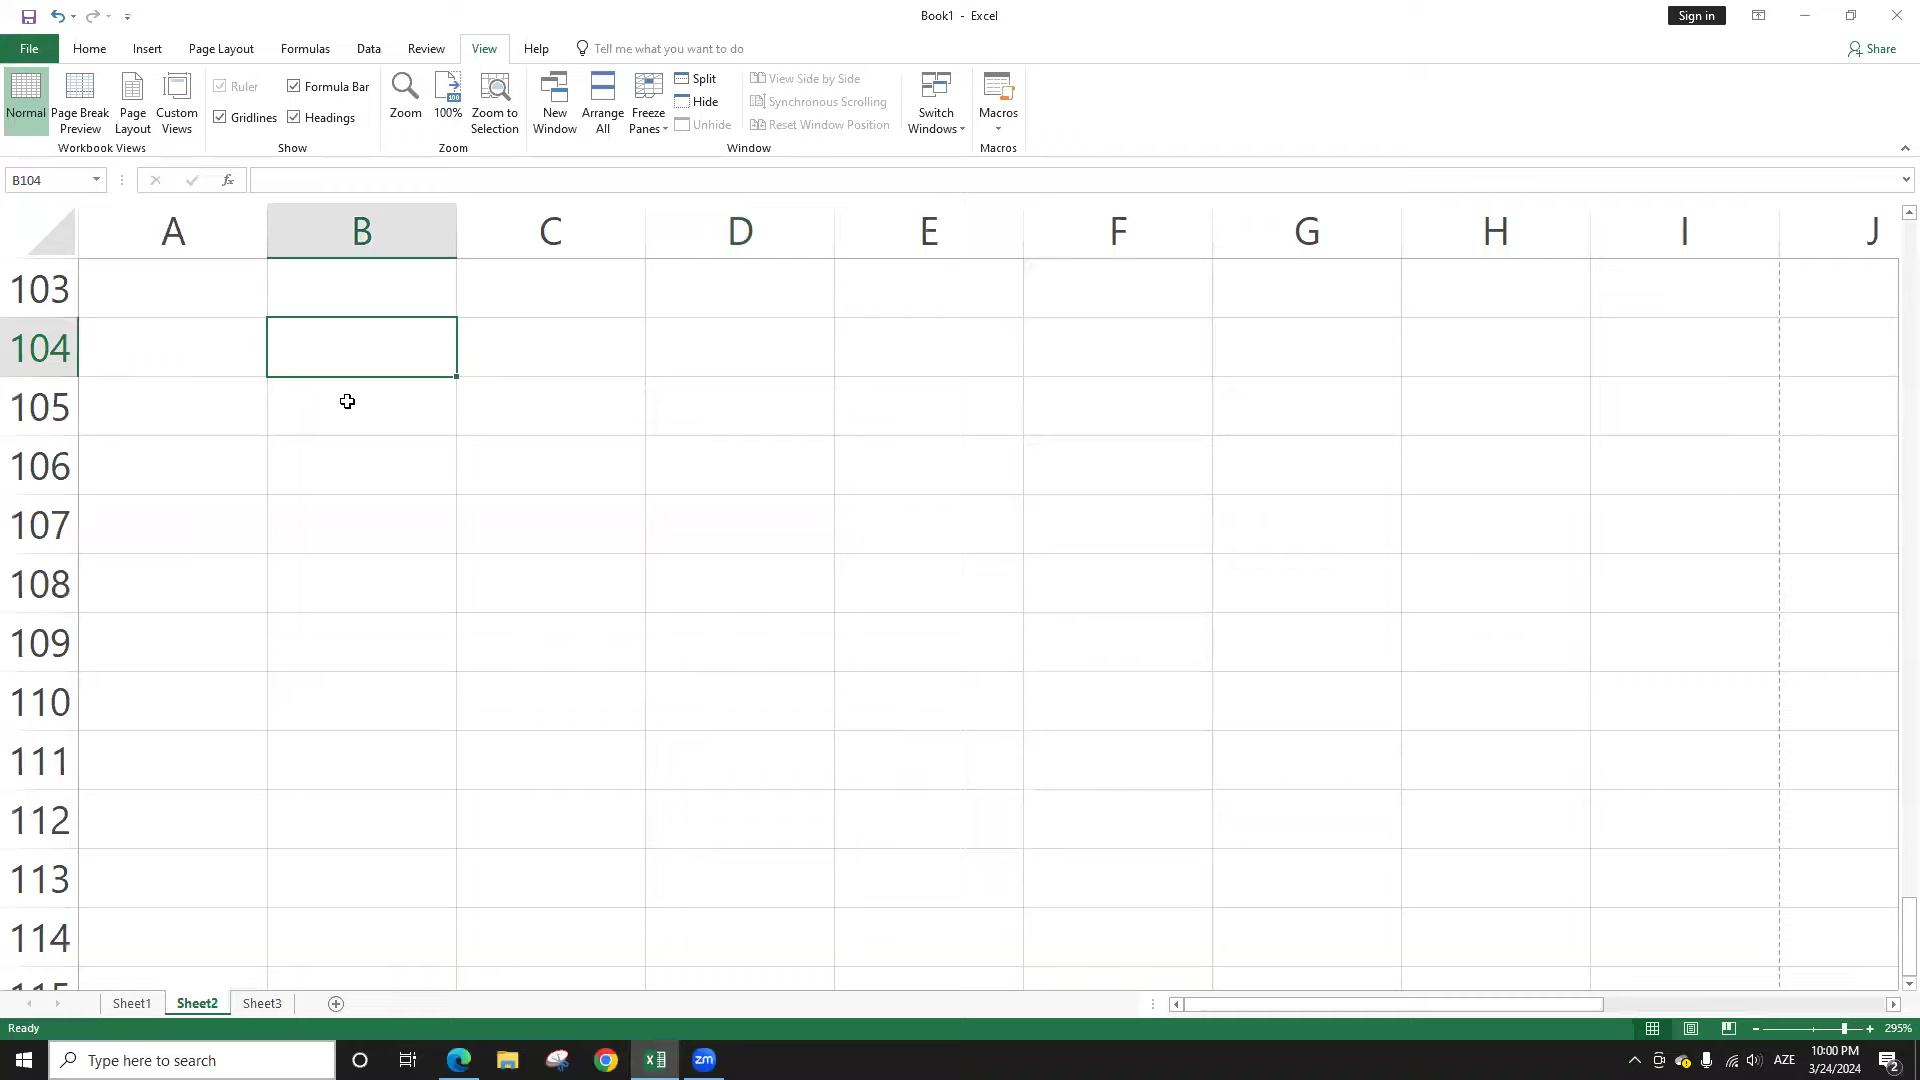 Book1 - Excel
Sign in
File Home Insert Page Layout Formulas Data Review View Help Tell me what you want to do Share
Normal
Page Break Preview
Page Layout
Custom Views
Workbook Views
Ruler
Formula Bar
Gridlines
Headings
Show
Zoom
100%
Zoom to Selection
Zoom
New Window
Arrange All
Freeze Panes
Split
Hide
Unhide
View Side by Side
Synchronous Scrolling
Reset Window Position
Window
Switch Windows
Macros
Macros
B104
fx
A B C D E F G H I J
103
104
105
106
107
108
109
110
111
112
113
114
115
Sheet1 Sheet2 Sheet3
Ready
295%
Type here to search
zm
AZE
10:00 PM
3/24/2024
2